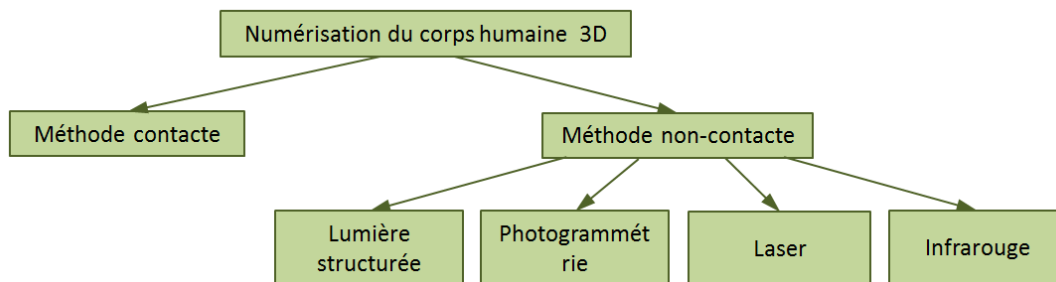 Numérisation du corps humaine 3D
Méthode contacte
Méthode non-contacte
Lumière
structurée
Photogrammét
rie
Laser
Infrarouge